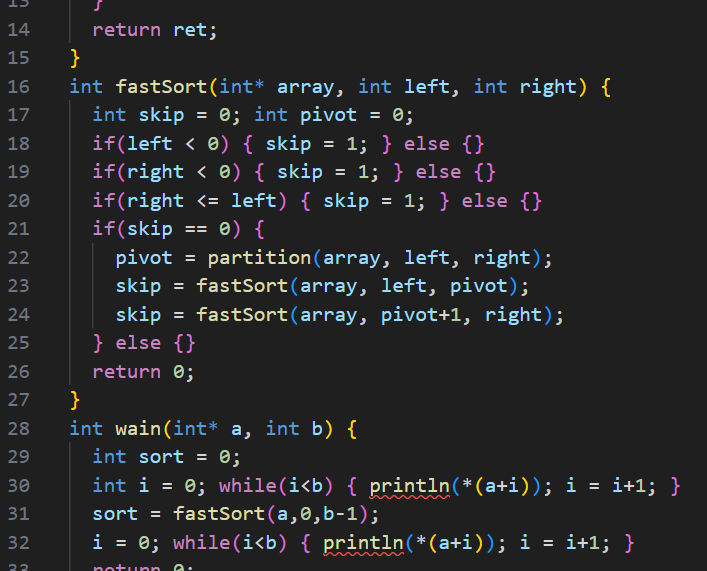 13 }
14 return ret;
15 }
16 int fastSort(int* array, int left, int right) {
17 int skip = 0; int pivot = 0;
18 if(left < 0) { skip = 1; } else {}
19 if(right < 0) { skip = 1; } else {}
20 if(right <= left) { skip = 1; } else {}
21 if(skip == 0) {
22 pivot = partition(array, left, right);
23 skip = fastSort(array, left, pivot);
24 skip = fastSort(array, pivot+1, right);
25 } else {}
26 return 0;
27 }
28 int wain(int* a, int b) {
29 int sort = 0;
30 int i = 0; while(i<b) { println(*(a+i)); i = i+1; }
31 sort = fastSort(a,0,b-1);
32 i = 0; while(i<b) { println(*(a+i)); i = i+1; }
33 return 0;